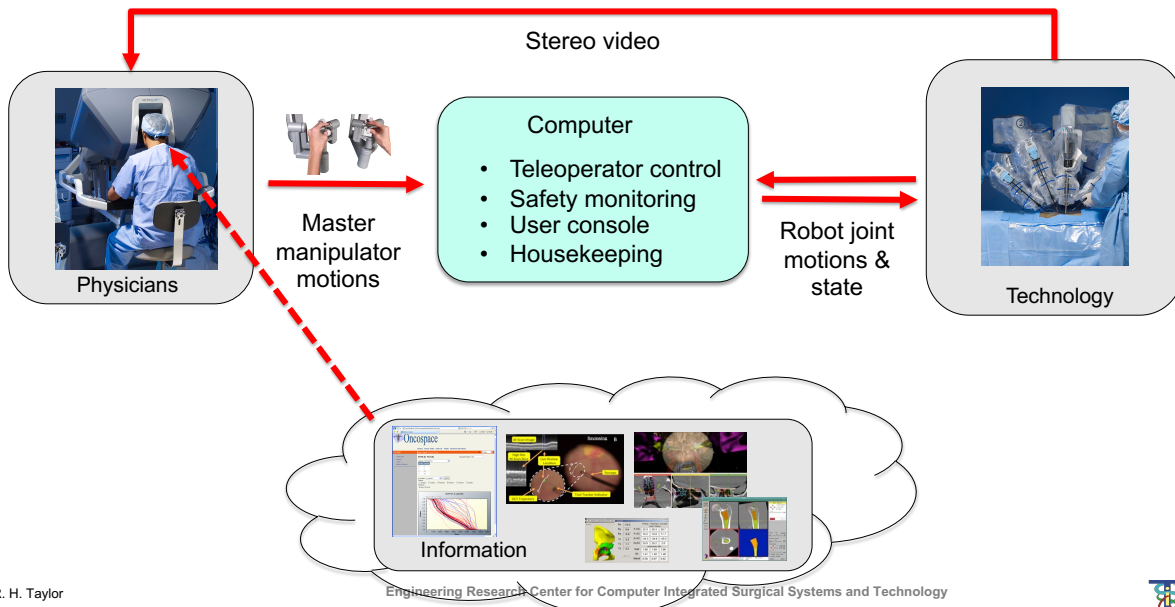 Stereo video
Computer
• Teleoperator control
• Safety monitoring
• User console
• Housekeeping
Master
manipulator
motions
Robot joint
motions &
state
Physicians
Technology
Oncospace
Information
R. H. Taylor
Engineering Research Center for Computer Integrated Surgical Systems and Technology